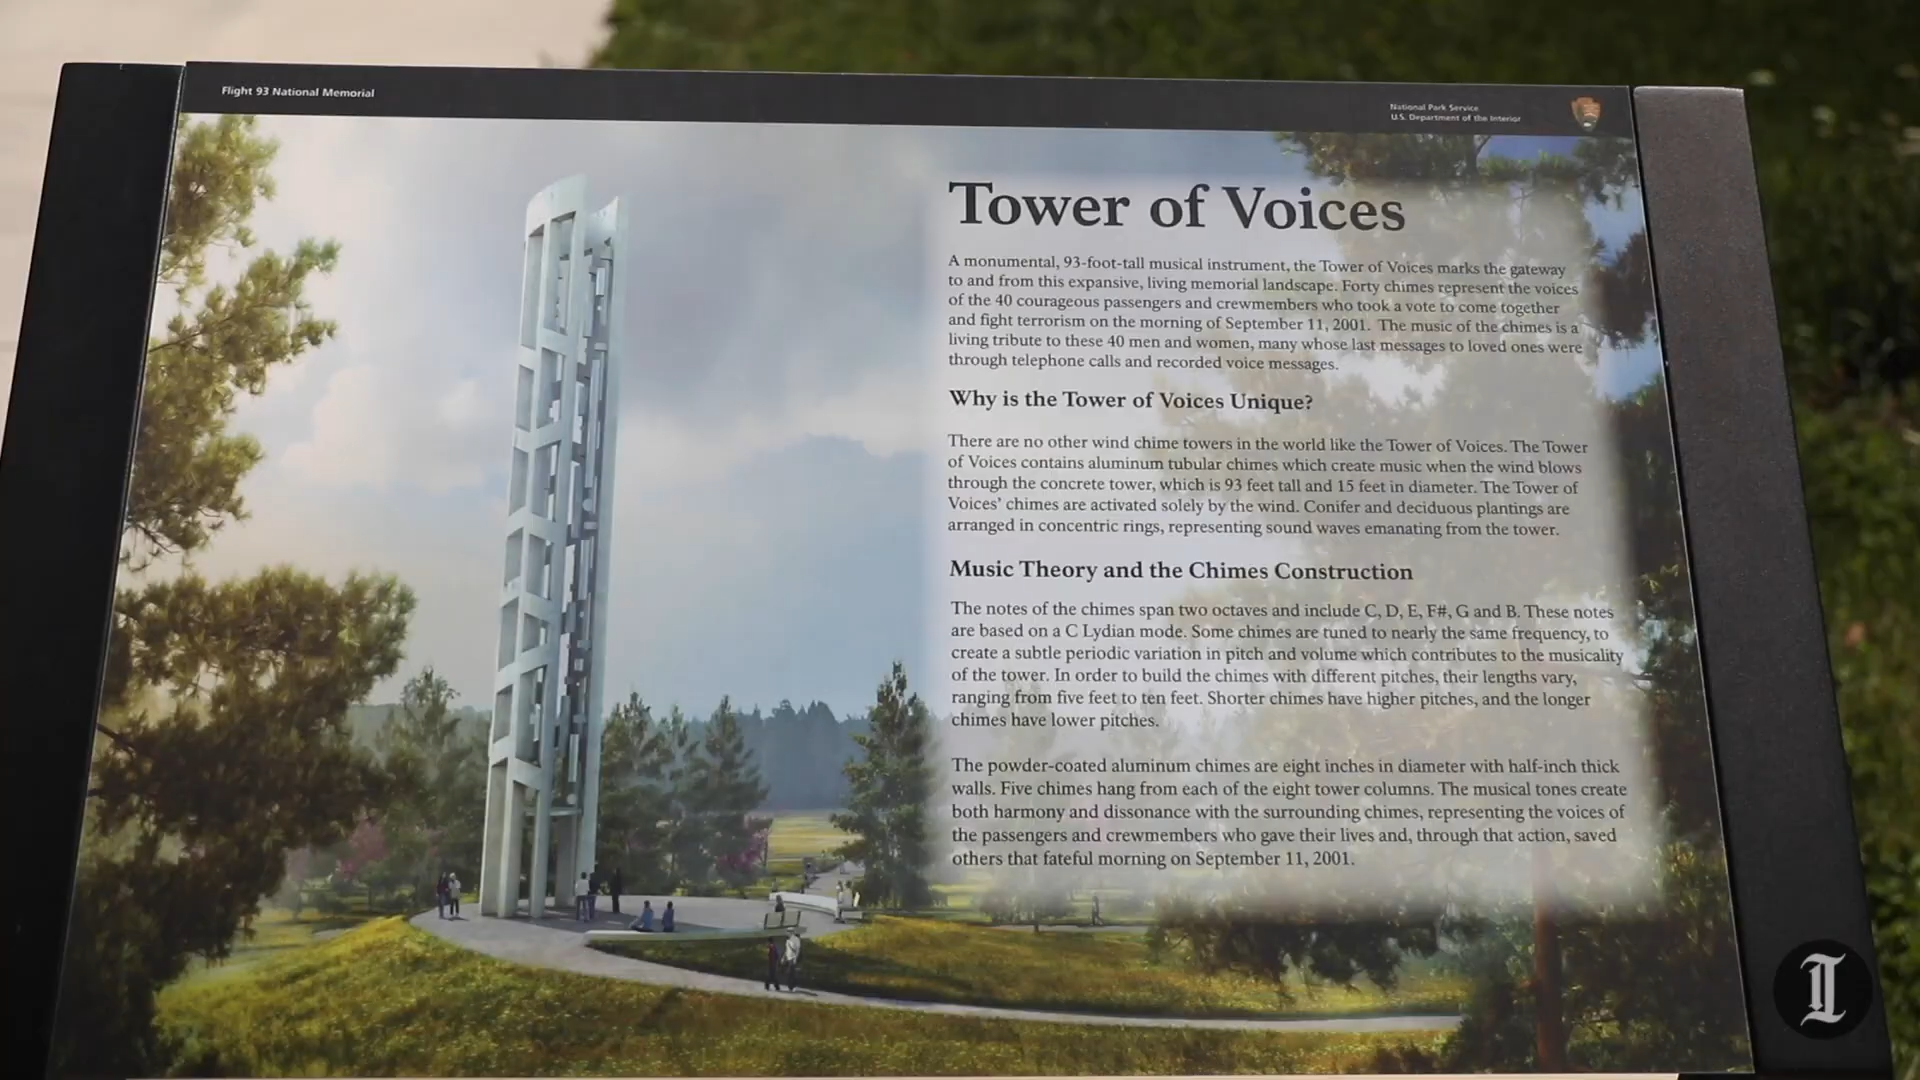 Flight 93 National Memorial
National Park Service
U.S. Department of the Interior
Tower of Voices
A monumental, 93-foot-tall musical instrument, the Tower of Voices marks the gateway
to and from this expansive, living memorial landscape. Forty chimes represent the voices
of the 40 courageous passengers and crewmembers who took a vote to come together
and fight terrorism on the morning of September 11, 2001. The music of the chimes is a
living tribute to these 40 men and women, many whose last messages to loved ones were
through telephone calls and recorded voice messages.
Why is the Tower of Voices Unique?
There are no other wind chime towers in the world like the Tower of Voices. The Tower
of Voices contains aluminum tubular chimes which create music when the wind blows
through the concrete tower, which is 93 feet tall and 15 feet in diameter. The Tower of
Voices' chimes are activated solely by the wind. Conifer and deciduous plantings are
arranged in concentric rings, representing sound waves emanating from the tower.
Music Theory and the Chimes Construction
The notes of the chimes span two octaves and include C, D, E, F#, G and B. These notes
are based on a C Lydian mode. Some chimes are tuned to nearly the same frequency, to
create a subtle periodic variation in pitch and volume which contributes to the musicality
of the tower. In order to build the chimes with different pitches, their lengths vary,
ranging from five feet to ten feet. Shorter chimes have higher pitches, and the longer
chimes have lower pitches.
The powder-coated aluminum chimes are eight inches in diameter with half-inch thick
walls. Five chimes hang from each of the eight tower columns. The musical tones create
both harmony and dissonance with the surrounding chimes, representing the voices of
the passengers and crewmembers who gave their lives and, through that action, saved
others that fateful morning on September 11, 2001.
I